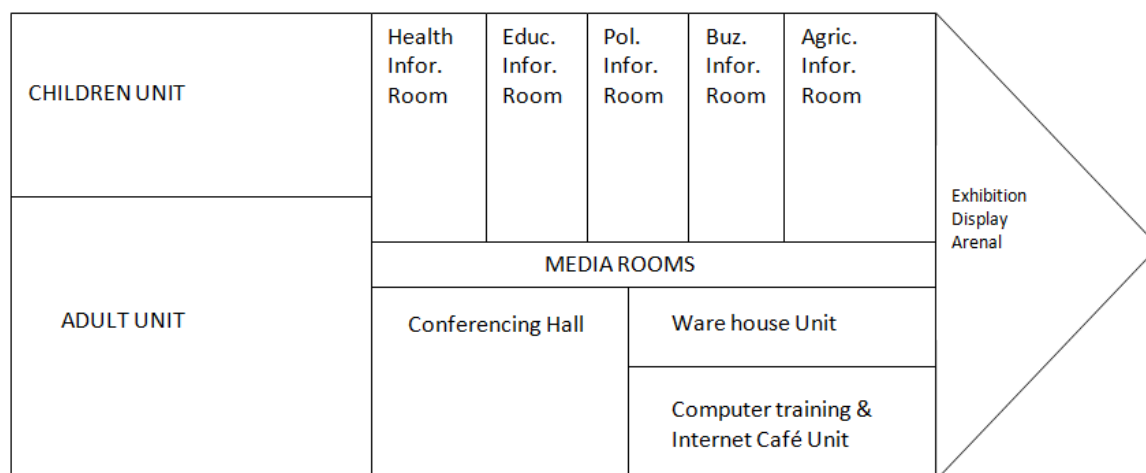 CHILDREN UNIT
Health
Infor.
Room
Educ.
Infor.
Room
Pol.
Infor.
Room
Buz.
Infor.
Room
Agric.
Infor.
Room
Exhibition
Display
Arenal
MEDIA ROOMS
ADULT UNIT
Conferencing Hall
Ware house Unit
Computer training &
Internet Café Unit